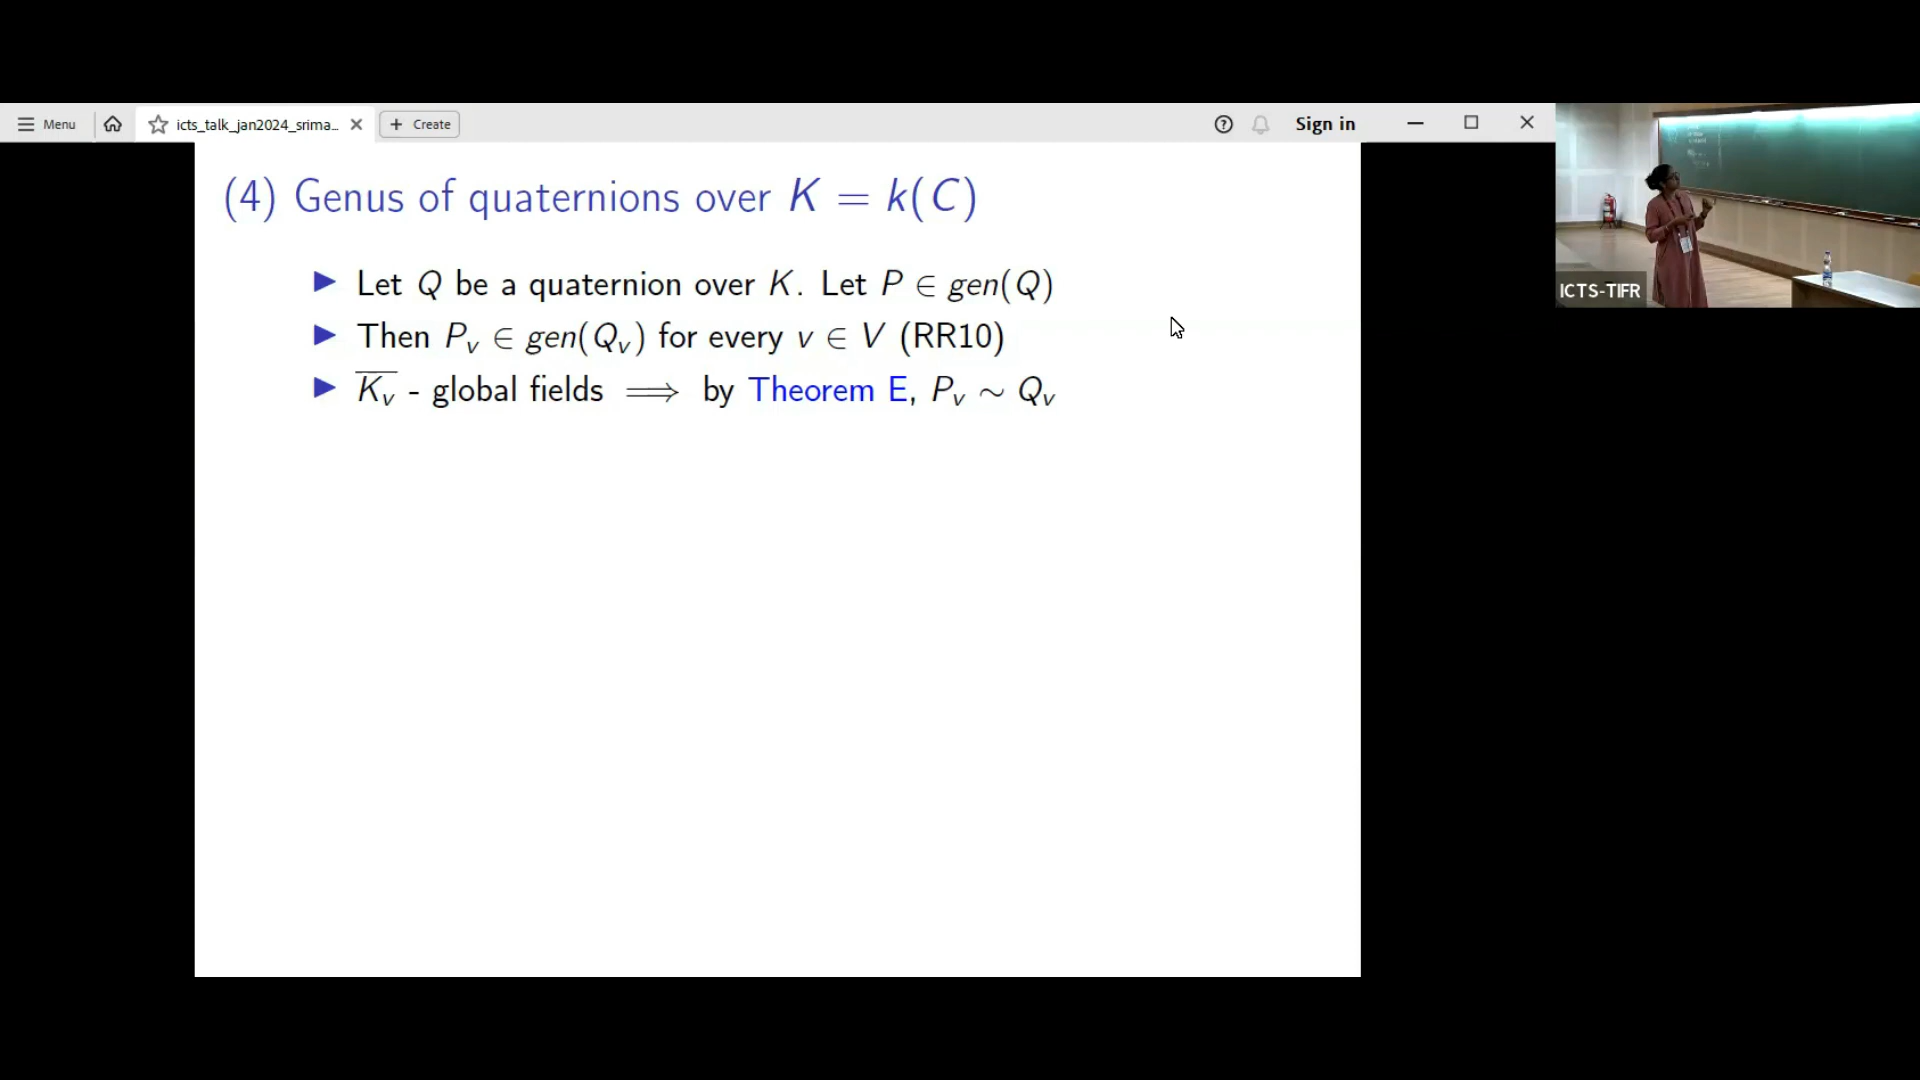 Menu
icts_talk_jan2024_srima...
Create
Sign in
(4) Genus of quaternions over K = k(C)
Let Q be a quaternion over K. Let P ∈ gen(Q)
Then P_v ∈ gen(Q_v) for every v ∈ V (RR10)
\overline{K_v} - global fields ⟹ by Theorem E, P_v ∼ Q_v
ICTS-TIFR